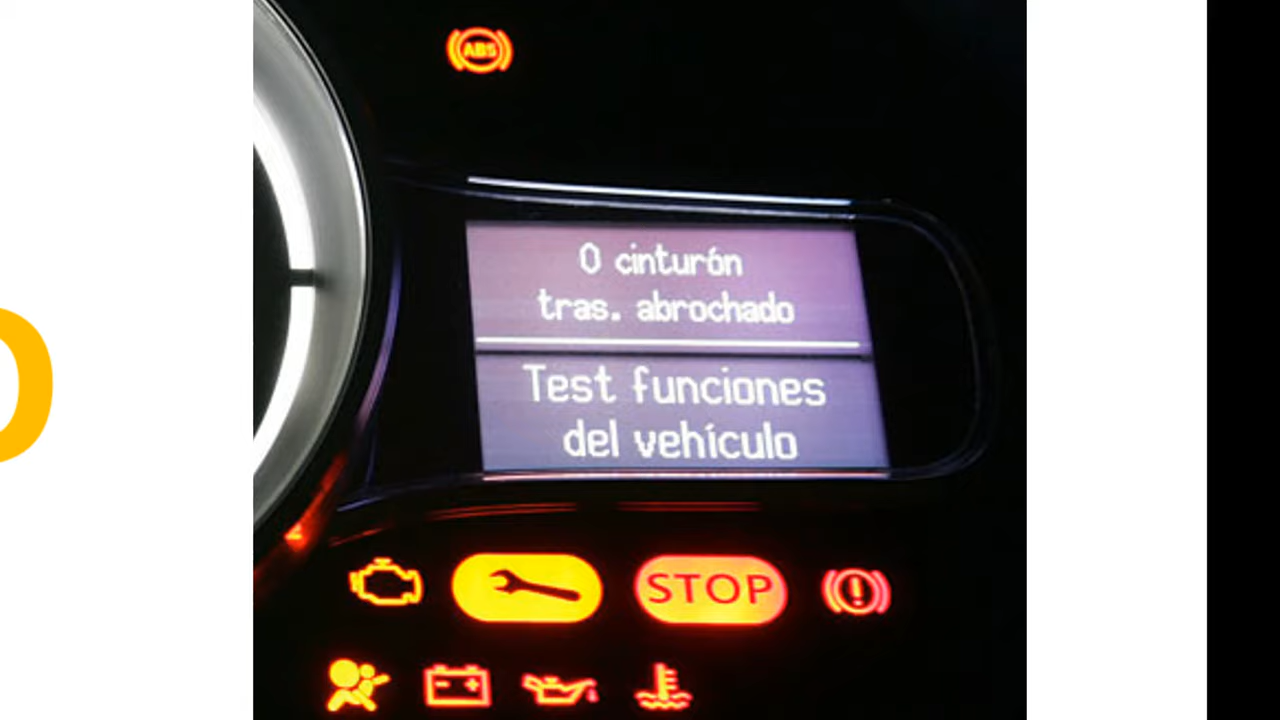 ABS
0 cinturón
tras. abrochado
Test funciones
del vehículo
STOP